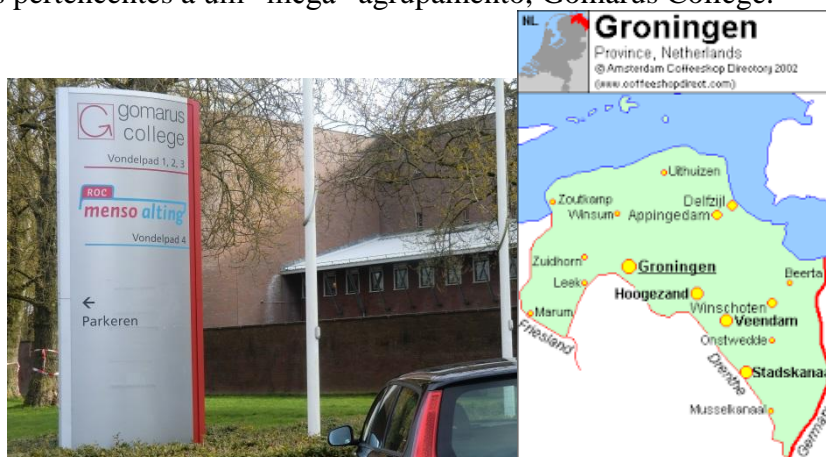 s pertencentes a um "mega" agrupamento, Gomarus College.
gomarus
college
Vondelpad 1, 2, 3
ROC
menso alting
Vondelpad 4
←
Parkeren
NL
Groningen
Province, Netherlands
© Amsterdam Coffeeshop Directory 2002
(www.coffeeshopdirect.com)
Uithuizen
Zoutkamp
Delfzijl
Winsum
Appingedam
Zuidhorn
Groningen
Beerta
Leek
Hoogezand
Winschoten
Marum
Veendam
Friesland
Onstwedde
Drenthe
Stadskanaa
Musselkanaal
German